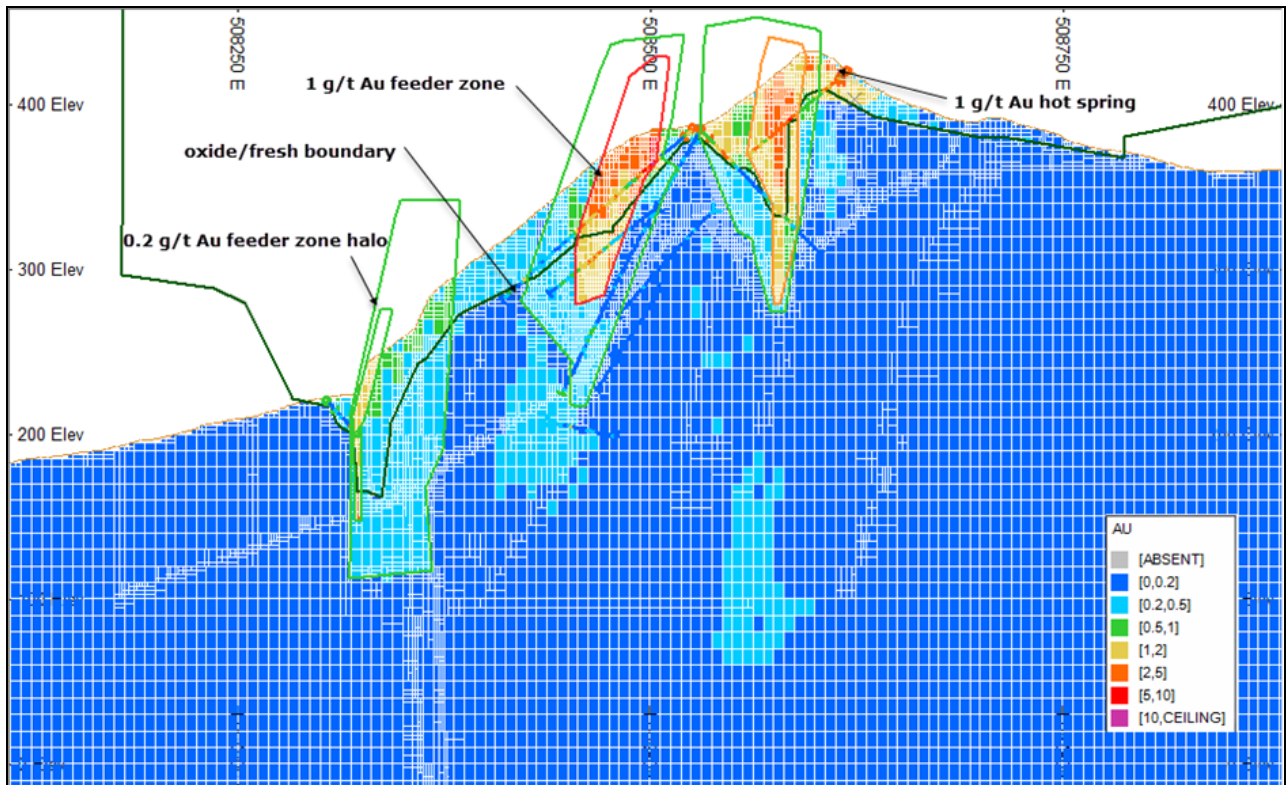 508250 E
508500 E
508750 E
1 g/t Au feeder zone
1 g/t Au hot spring
400 Elev
400 Elev
oxide/fresh boundary
0.2 g/t Au feeder zone halo
300 Elev
200 Elev
AU
[ABSENT]
[0,0.2]
[0.2,0.5]
[0.5,1]
[1,2]
[2,5]
[5,10]
[10,CEILING]